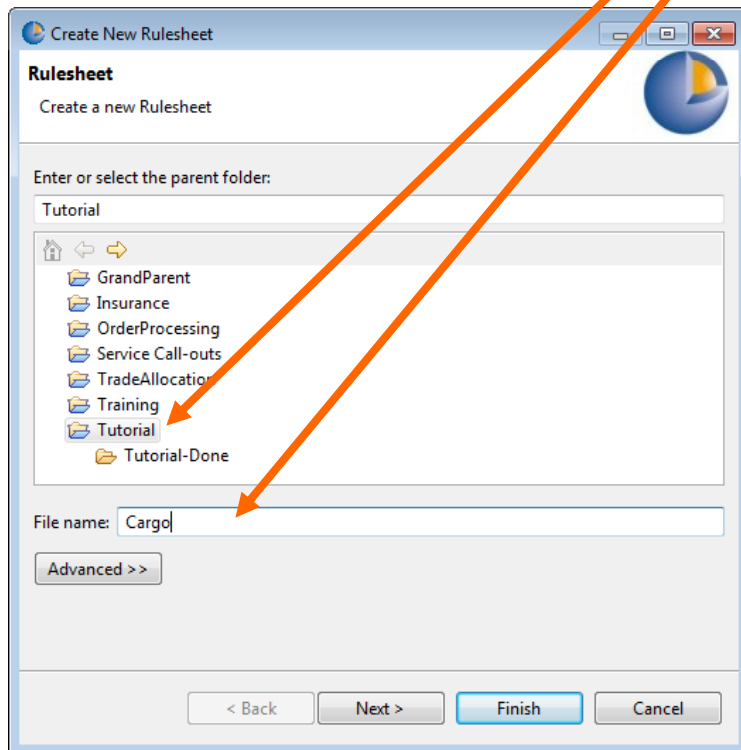 Create New Rulesheet
Rulesheet
Create a new Rulesheet
Enter or select the parent folder:
Tutorial
GrandParent
Insurance
OrderProcessing
Service Call-outs
TradeAllocation
Training
Tutorial
Tutorial-Done
File name: Cargo
Advanced >>
< Back Next > Finish Cancel